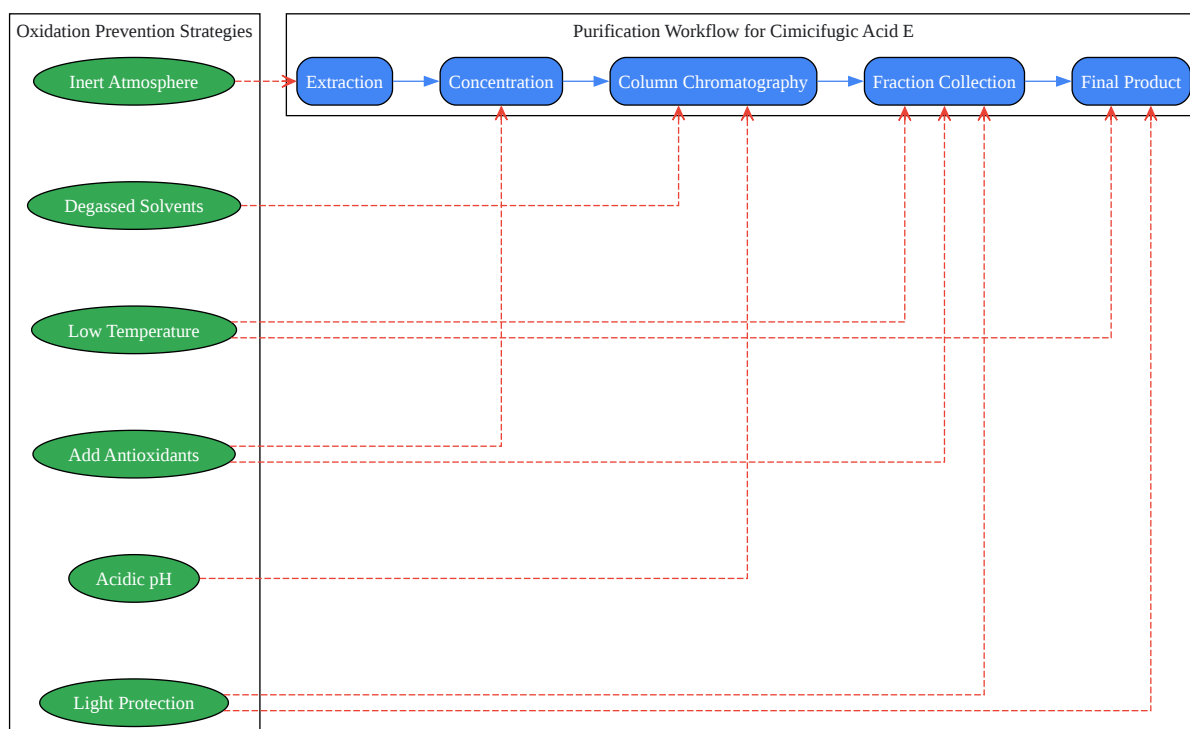 Oxidation Prevention Strategies
Purification Workflow for Cimicifugic Acid E
Inert Atmosphere
Extraction
Concentration
Column Chromatography
Fraction Collection
Final Product
Degassed Solvents
Low Temperature
Add Antioxidants
Acidic pH
Light Protection